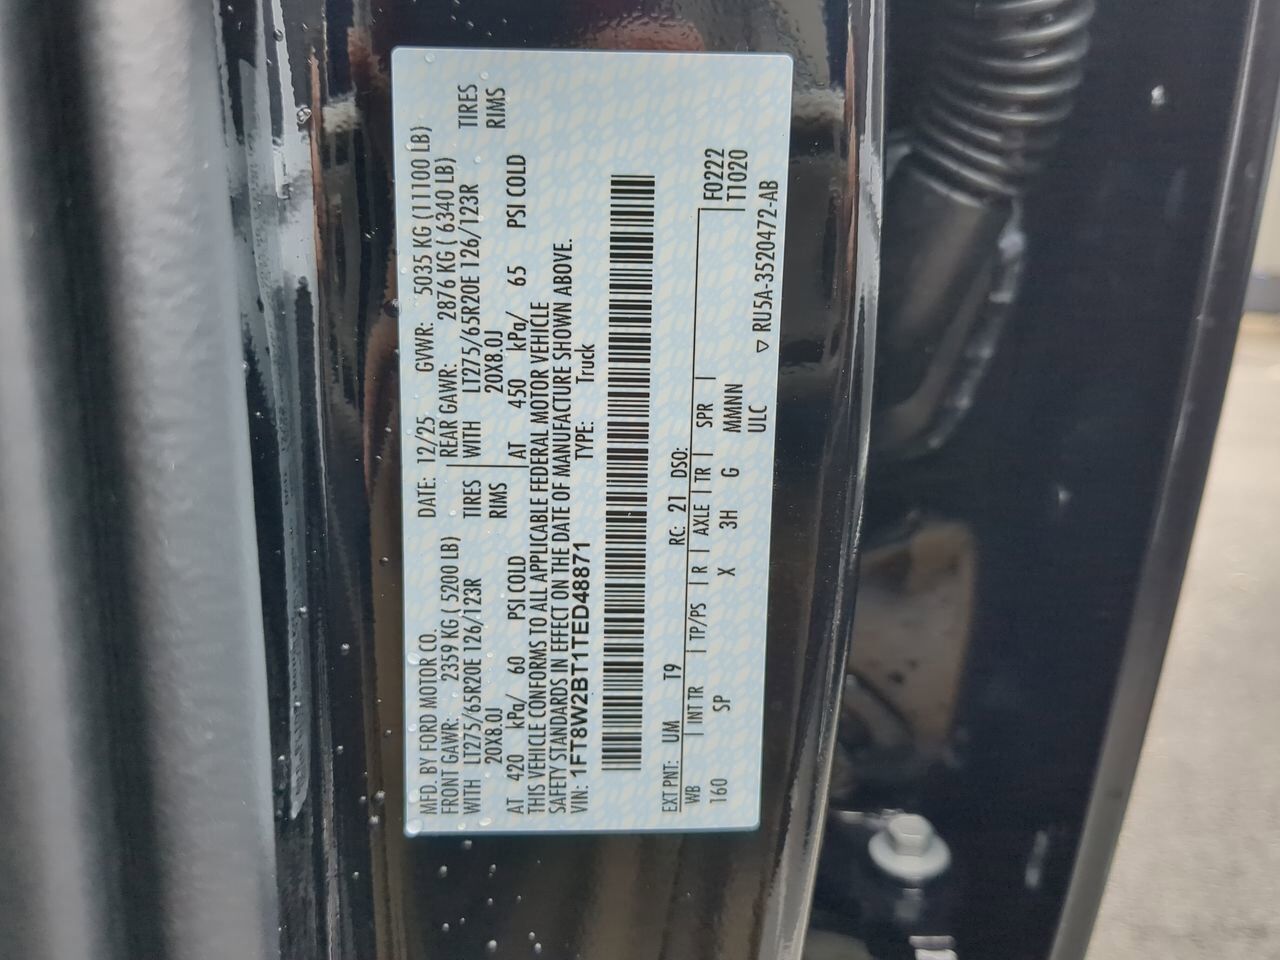 MFD. BY FORD MOTOR CO. DATE: 12/25 GVWR: 5035 KG (11100 LB)
FRONT GAWR: 2359 KG ( 5200 LB) REAR GAWR: 2876 KG ( 6340 LB)
WITH LT275/65R20E 126/123R TIRES WITH LT275/65R20E 126/123R TIRES
20X8.0J RIMS 20X8.0J RIMS
AT 420 kPa/ 60 PSI COLD AT 450 kPa/ 65 PSI COLD
THIS VEHICLE CONFORMS TO ALL APPLICABLE FEDERAL MOTOR VEHICLE
SAFETY STANDARDS IN EFFECT ON THE DATE OF MANUFACTURE SHOWN ABOVE.
VIN: 1FT8W2BT1TED48871 TYPE: Truck
EXT PNT: UM T9 RC: 21 DSO: F0222
WB | INT TR | TP/PS | R | AXLE | TR | SPR | T1020
160 SP X 3H G MMNN
ULC ▽ RU5A-3520472-AB